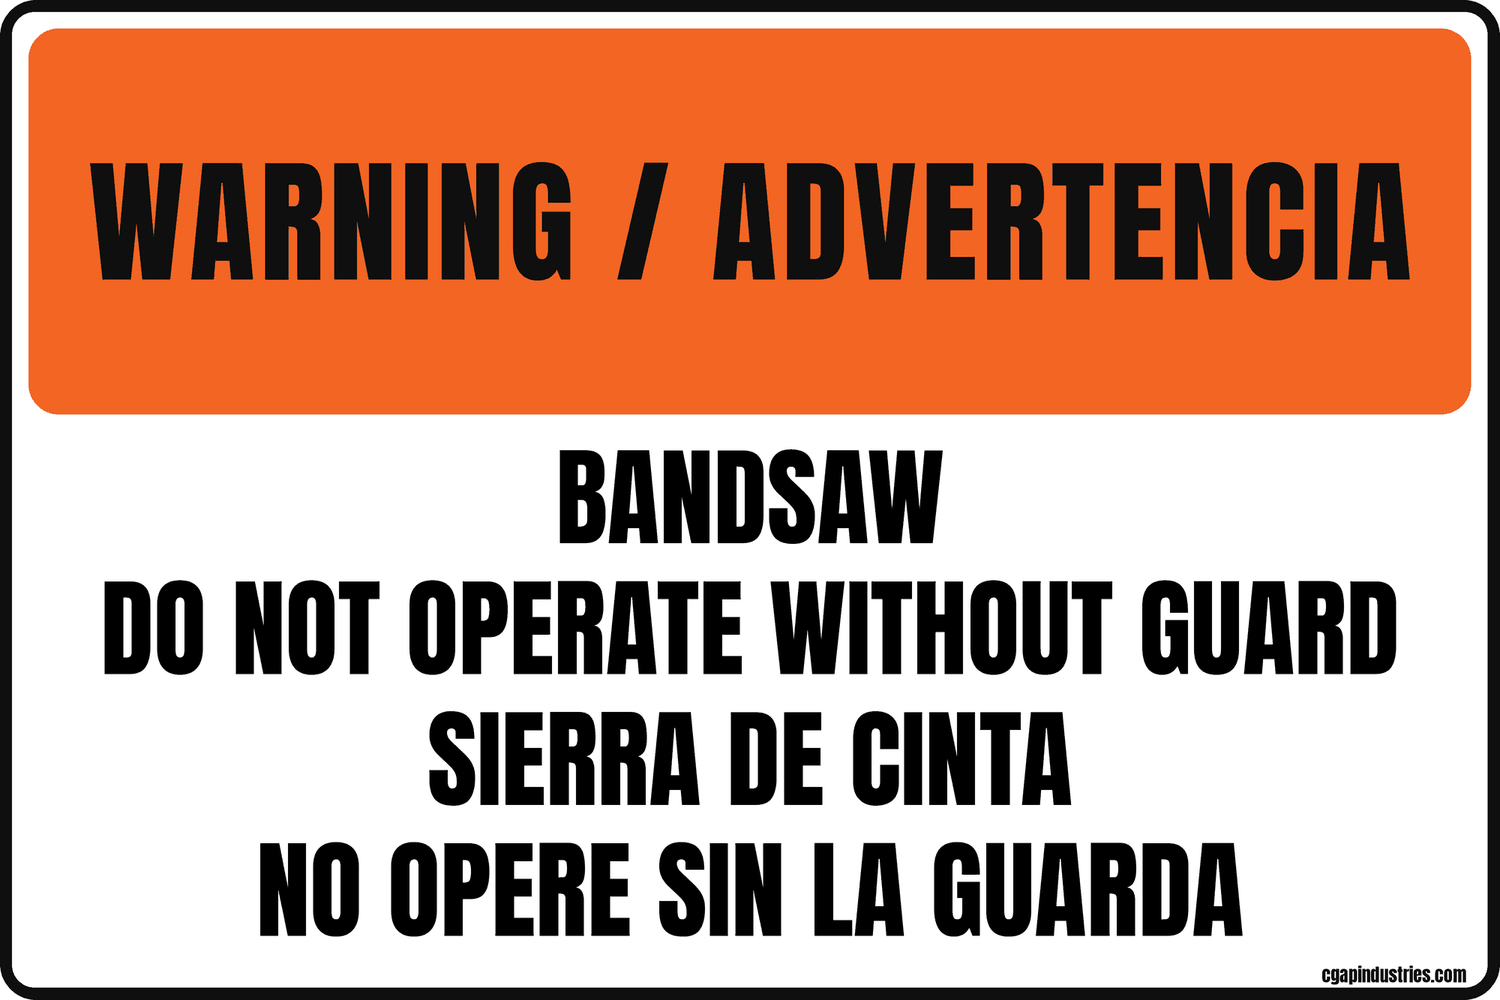 WARNING / ADVERTENCIA
BANDSAW
DO NOT OPERATE WITHOUT GUARD
SIERRA DE CINTA
NO OPERE SIN LA GUARDA
cgapindustries.com